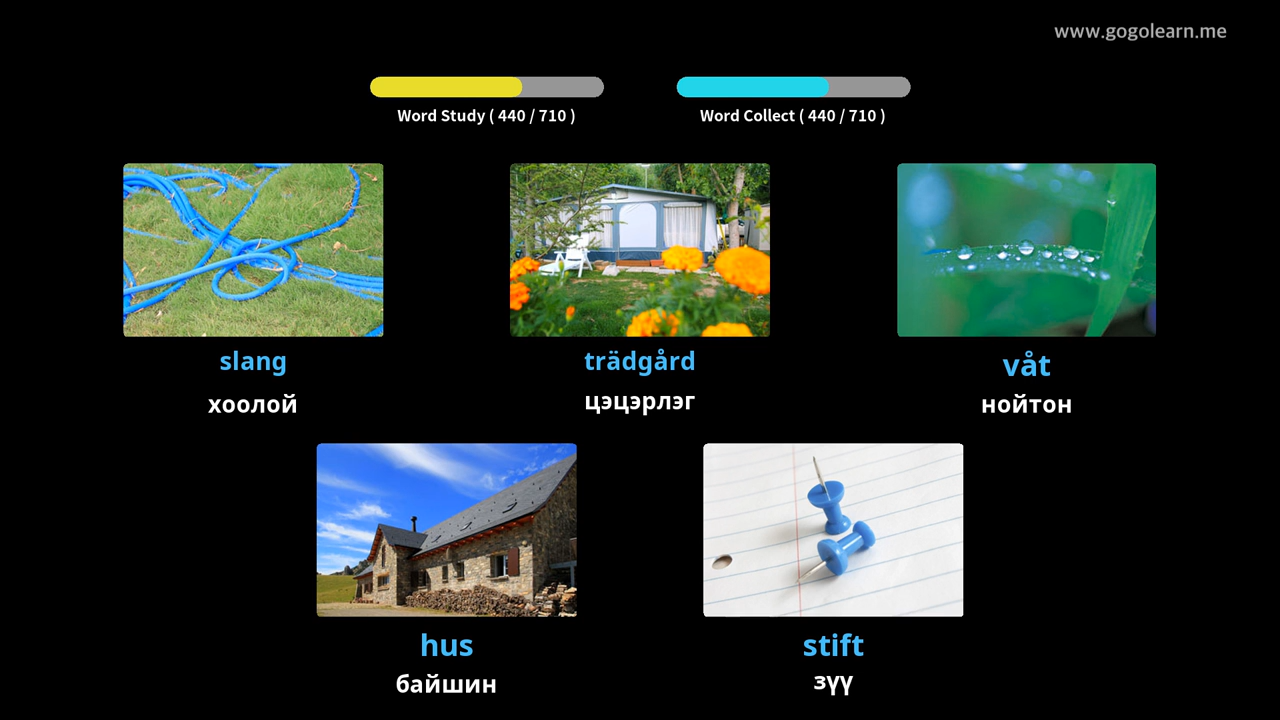 www.gogolearn.me
Word Study ( 440 / 710 )
Word Collect ( 440 / 710 )
slang
хоолой
trädgård
цэцэрлэг
våt
нойтон
hus
байшин
stift
зүү